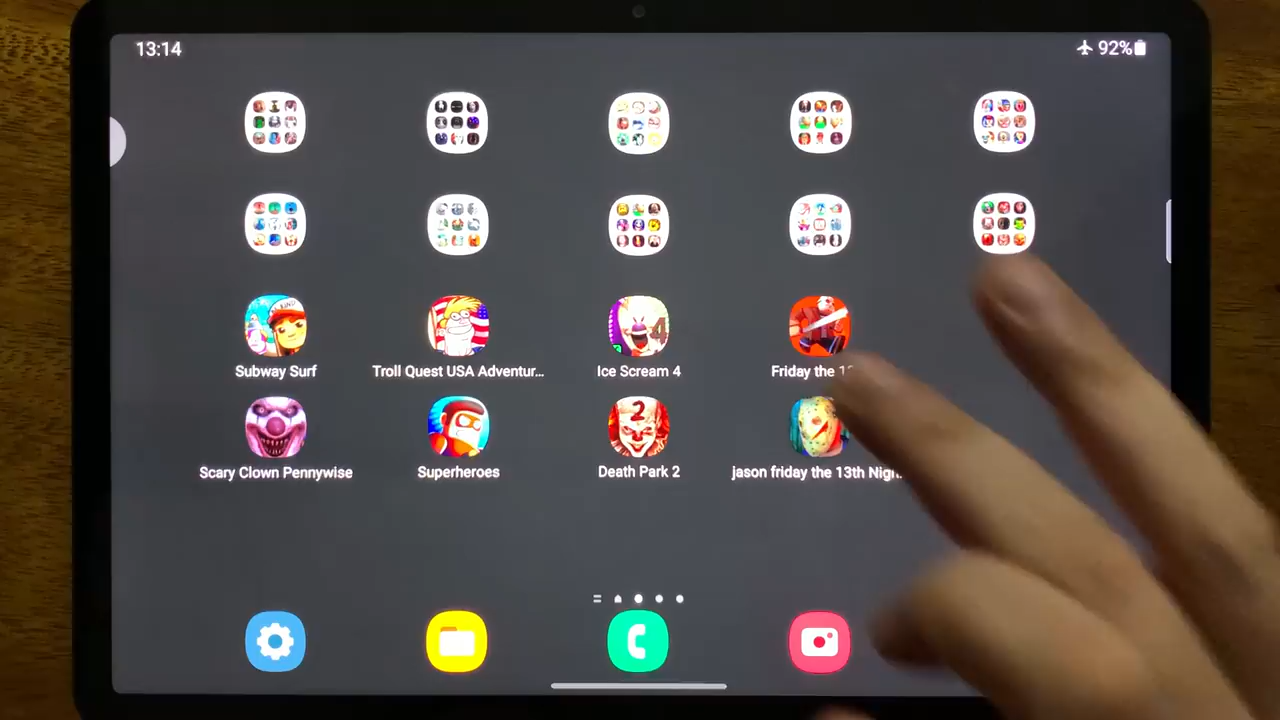 13:14
92%
Subway Surf
Troll Quest USA Adventur...
Ice Scream 4
Friday the
Scary Clown Pennywise
Superheroes
Death Park 2
jason friday the 13th Nigh